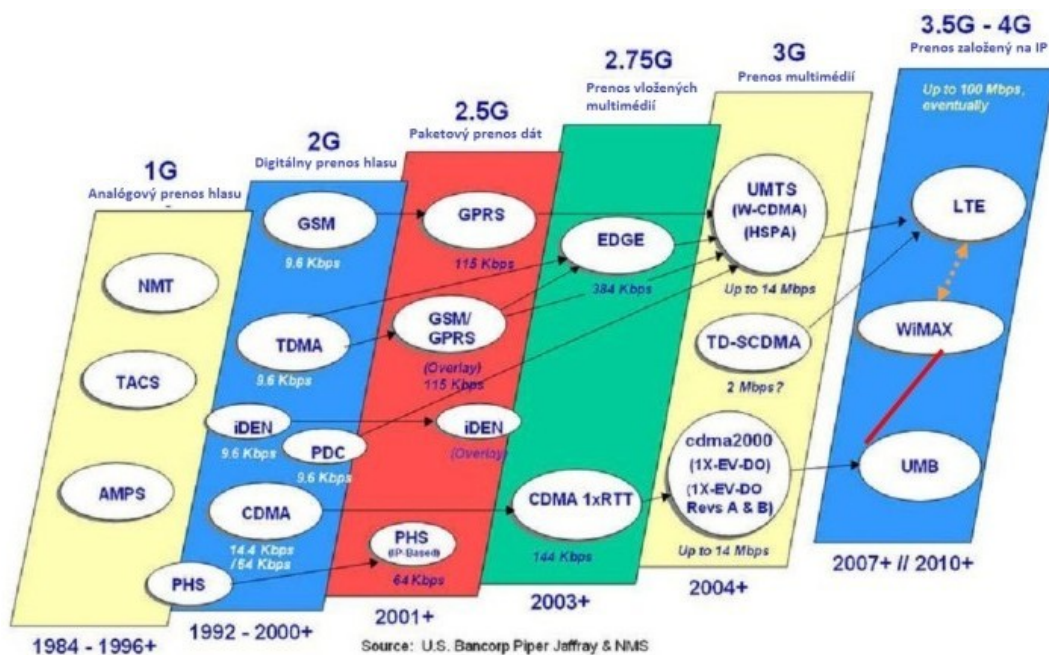 1G
Analógový prenos hlasu
NMT
TACS
AMPS
1984 - 1996+
2G
Digitálny prenos hlasu
GSM
9.6 Kbps
TDMA
9.6 Kbps
iDEN
9.6 Kbps
PDC
9.6 Kbps
CDMA
14.4 Kbps
/ 64 Kbps
PHS
1992 - 2000+
2.5G
Paketový prenos dát
GPRS
115 Kbps
GSM/
GPRS
(Overlay)
115 Kbps
iDEN
(Overlay)
PHS
(IP-Based)
64 Kbps
2001+
2.75G
Prenos vložených
multimédií
EDGE
384 Kbps
CDMA 1xRTT
144 Kbps
2003+
3G
Prenos multimédií
UMTS
(W-CDMA)
(HSPA)
Up to 14 Mbps
TD-SCDMA
2 Mbps?
cdma2000
(1X-EV-DO)
(1X-EV-DO
Revs A & B)
Up to 14 Mbps
2004+
3.5G - 4G
Prenos založený na IP
Up to 100 Mbps,
eventually
LTE
WiMAX
UMB
2007+ // 2010+
Source: U.S. Bancorp Piper Jaffray & NMS